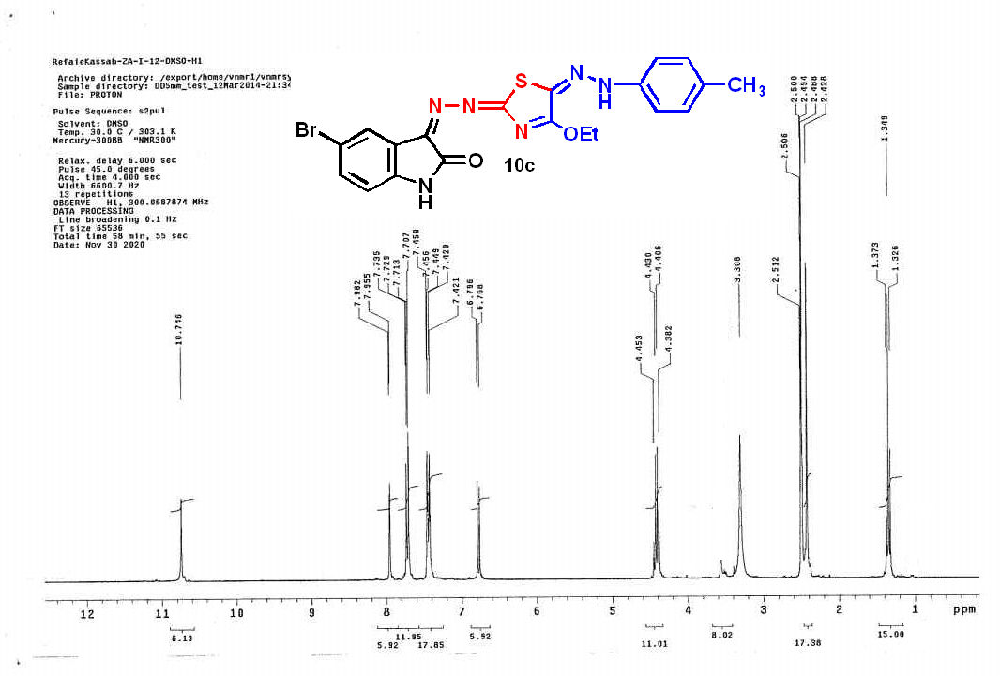 RefaieKassab-ZA-I-12-DMSO-H1
Archive directory: /export/home/vnmr1/vnmrsy
Sample directory: DD5mm_test_12Mar2014-21:34
File: PROTON
Pulse Sequence: s2pul
Solvent: DMSO
Temp. 30.0 C / 303.1 K
Mercury-300BB "NMR300"
Relax. delay 6.000 sec
Pulse 45.0 degrees
Acq. time 4.000 sec
Width 6600.7 Hz
13 repetitions
OBSERVE H1, 300.0687874 MHz
DATA PROCESSING
Line broadening 0.1 Hz
FT size 65536
Total time 58 min, 55 sec
Date: Nov 30 2020
Br
N
N
S
N
N
H
CH3
N
OEt
O
N
H
10c
10.746
7.962
7.955
7.735
7.729
7.713
7.707
7.459
7.456
7.449
7.429
7.421
6.796
6.768
4.453
4.430
4.406
4.382
3.308
2.512
2.506
2.500
2.494
2.488
2.428
1.373
1.349
1.326
12 11 10 9 8 7 6 5 4 3 2 1 ppm
6.19
5.92
11.95
17.85
5.92
11.01
8.02
17.38
15.00